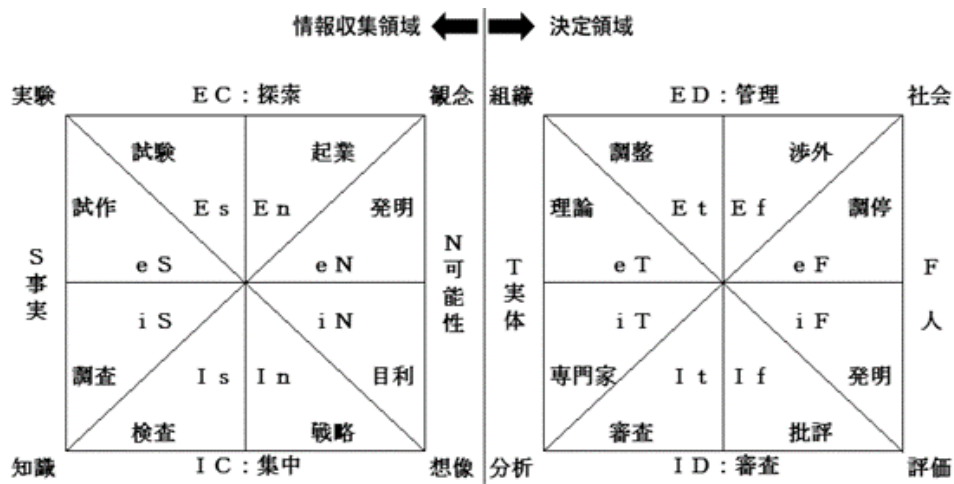 情報収集領域 決定領域
実験 ＥＣ：探索 観念 組織 ＥＤ：管理 社会
試験 起業 調整 渉外
試作 Ｅｓ Ｅｎ 発明 理論 Ｅｔ Ｅｆ 調停
ｅＳ ｅＮ ｅＴ ｅＦ
Ｓ事実 Ｎ可能性 Ｔ実体 Ｆ人
ｉＳ ｉＮ ｉＴ ｉＦ
調査 Ｉｓ Ｉｎ 目利 専門家 Ｉｔ Ｉｆ 発明
検査 戦略 審査 批評
知識 ＩＣ：集中 想像 分析 ＩＤ：審査 評価